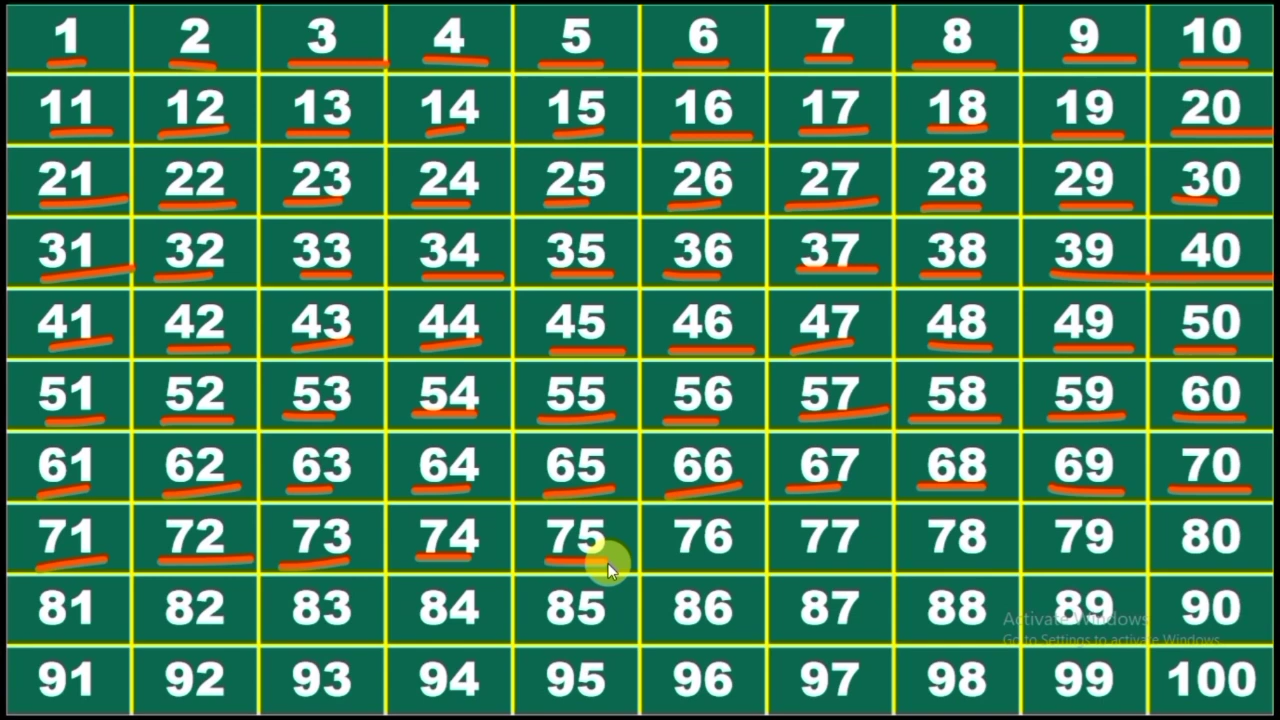 1 2 3 4 5 6 7 8 9 10
11 12 13 14 15 16 17 18 19 20
21 22 23 24 25 26 27 28 29 30
31 32 33 34 35 36 37 38 39 40
41 42 43 44 45 46 47 48 49 50
51 52 53 54 55 56 57 58 59 60
61 62 63 64 65 66 67 68 69 70
71 72 73 74 75 76 77 78 79 80
81 82 83 84 85 86 87 88 89 90
Activate Windows
Go to Settings to activate Windows.
91 92 93 94 95 96 97 98 99 100